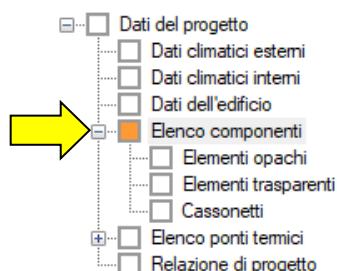 Dati del progetto
Dati climatici esterni
Dati climatici interni
Dati dell'edificio
Elenco componenti
Elementi opachi
Elementi trasparenti
Cassonetti
Elenco ponti termici
Relazione di progetto